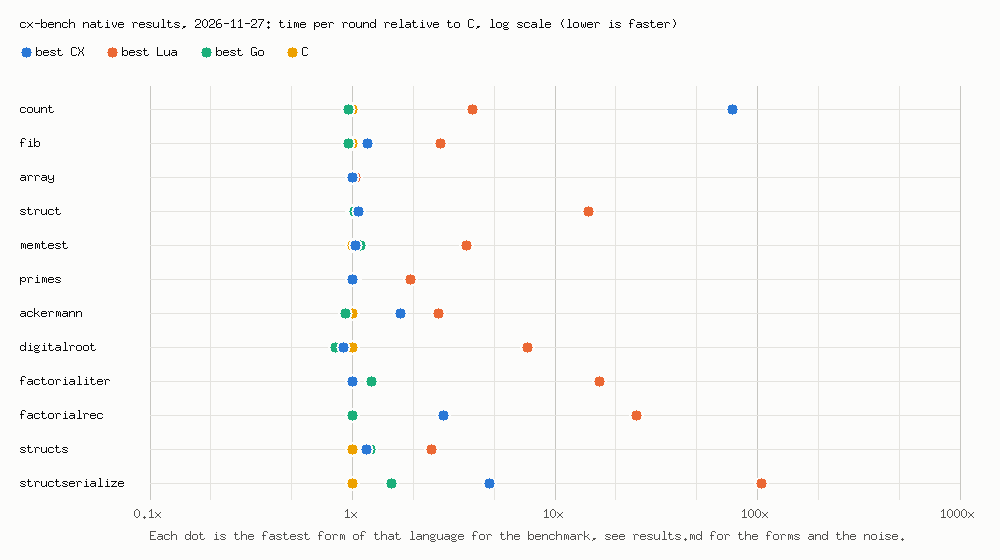 cx-bench native results, 2026-11-27: time per round relative to C, log scale (lower is faster)
best CX best Lua best Go C
count
fib
array
struct
memtest
primes
ackermann
digitalroot
factorialiter
factorialrec
structs
structserialize
0.1x 1x 10x 100x 1000x
Each dot is the fastest form of that language for the benchmark, see results.md for the forms and the noise.